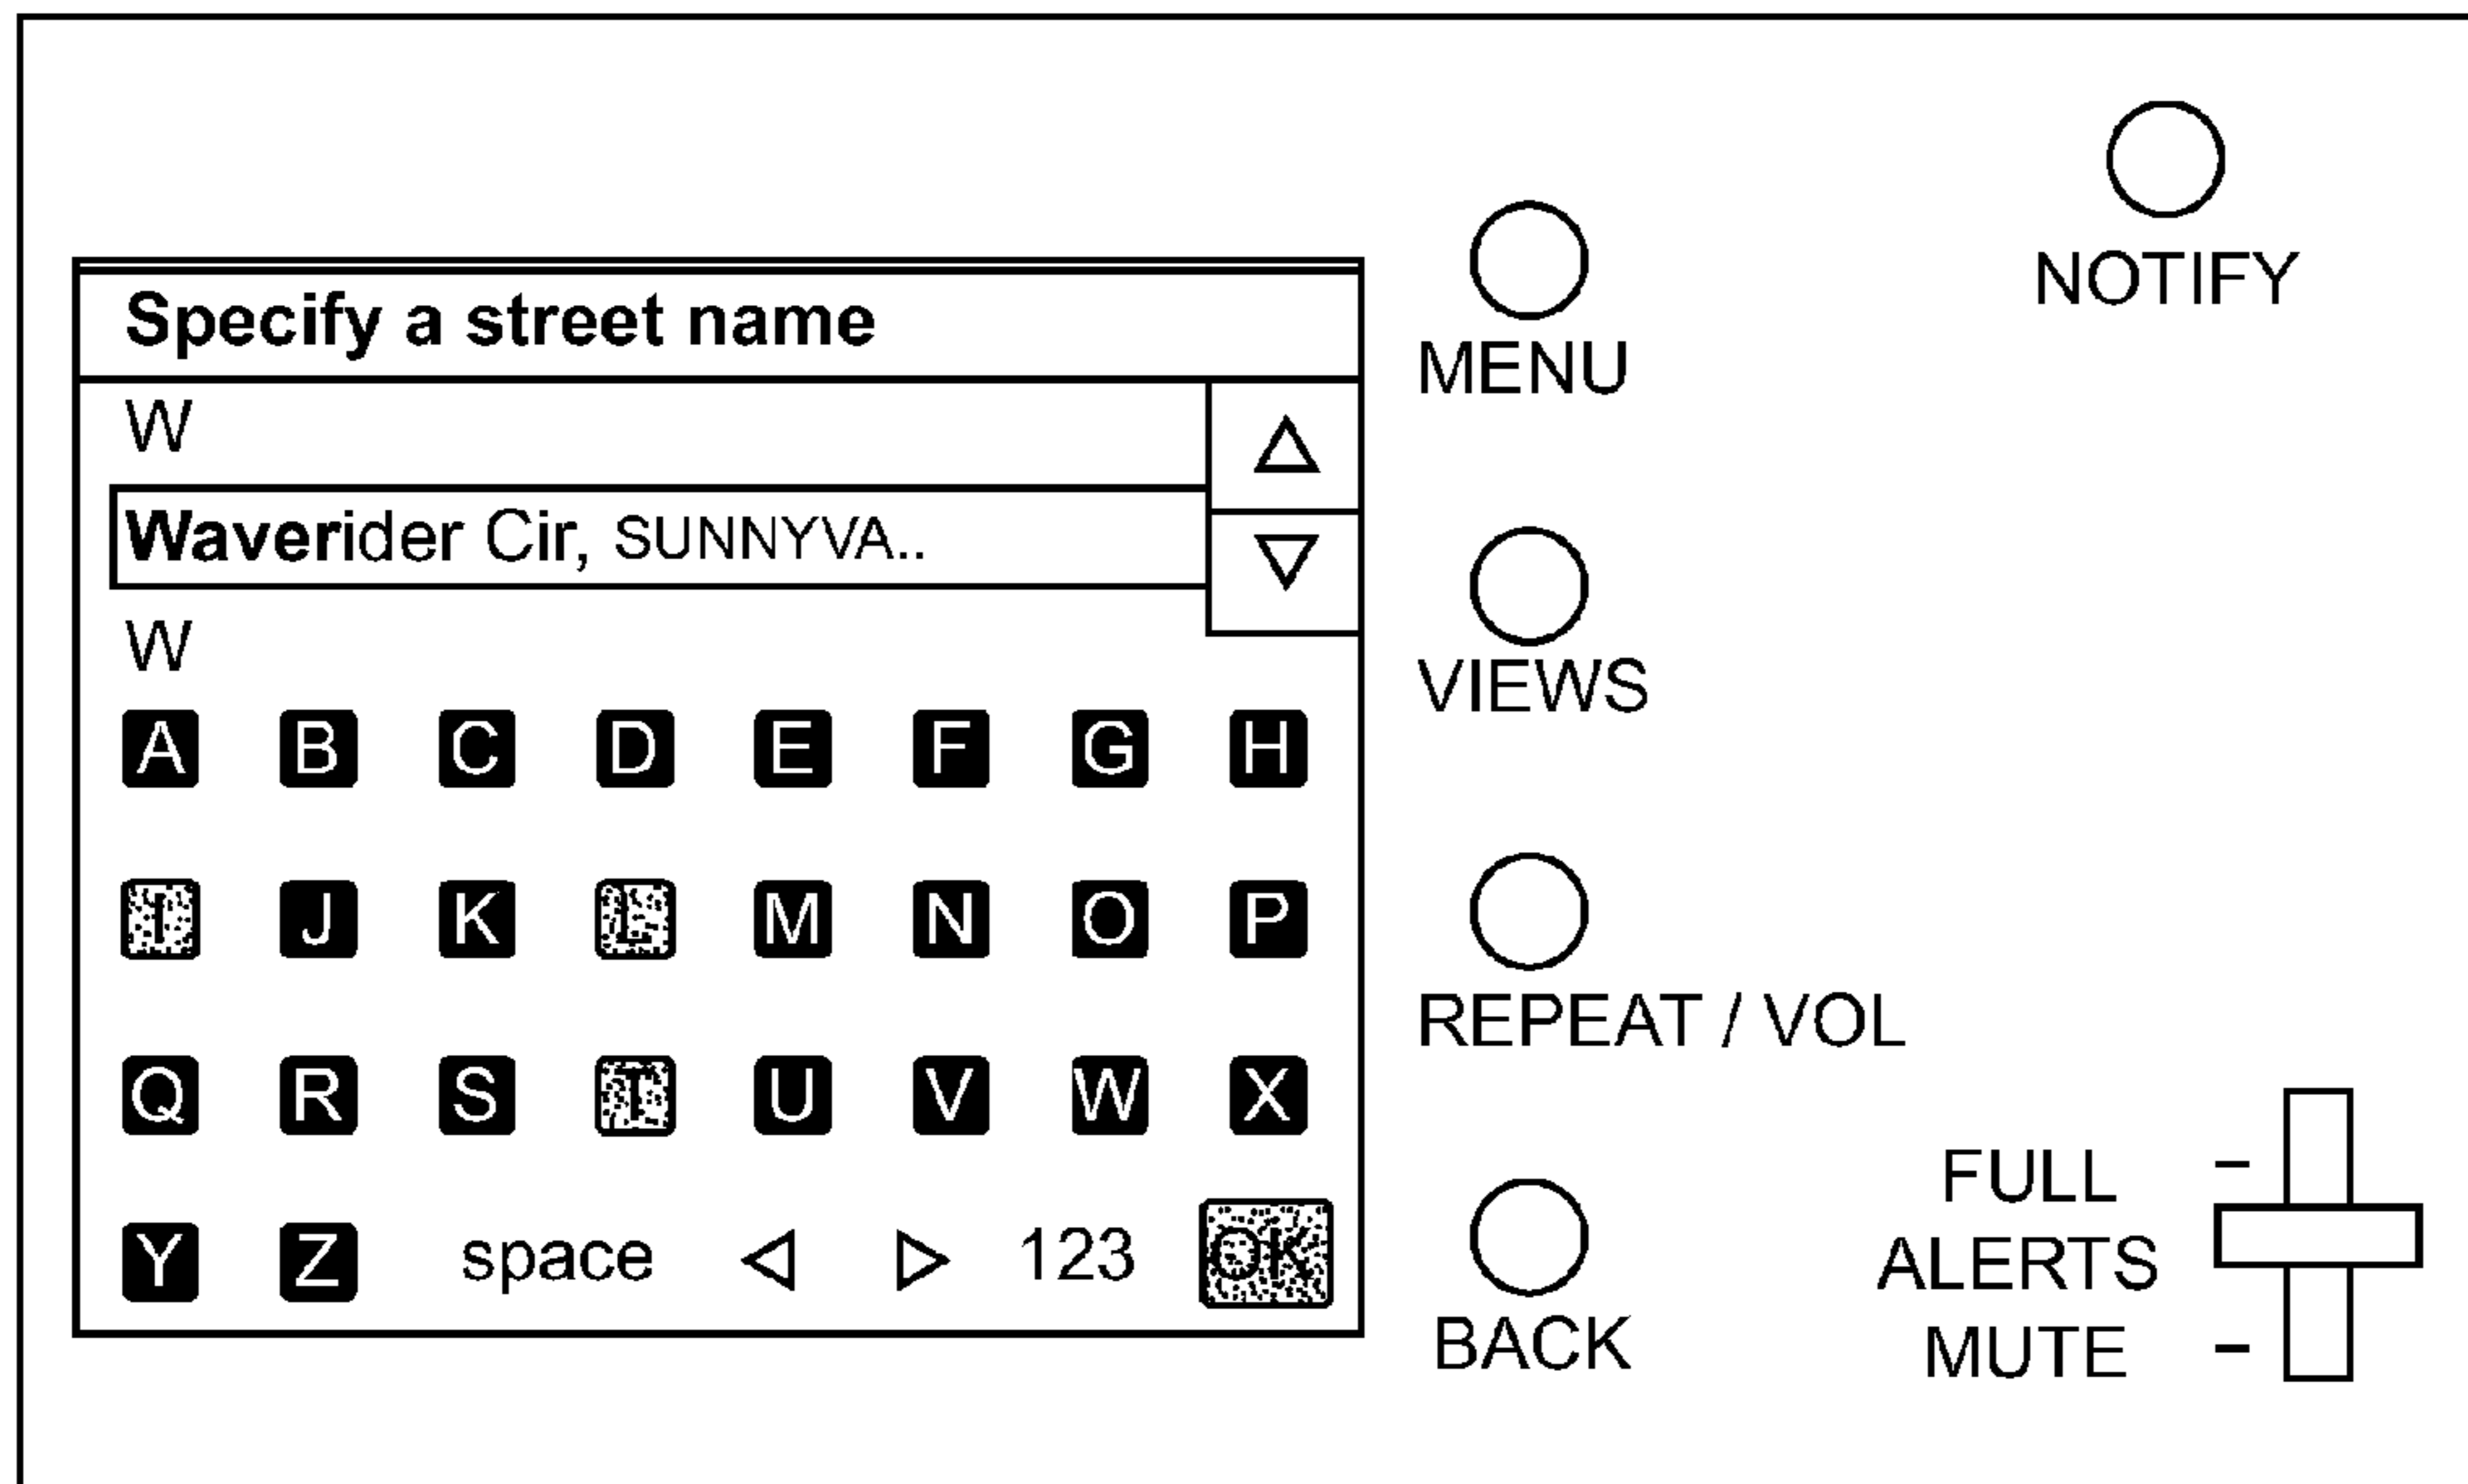 Specify a street name
W
Waverider Cir, SUNNYVA..
W
A B C D E F G H
I J K L M N O P
Q R S T U V W X
Y Z space 123 OK
MENU
VIEWS
REPEAT / VOL
BACK
NOTIFY
FULL -
ALERTS
MUTE -